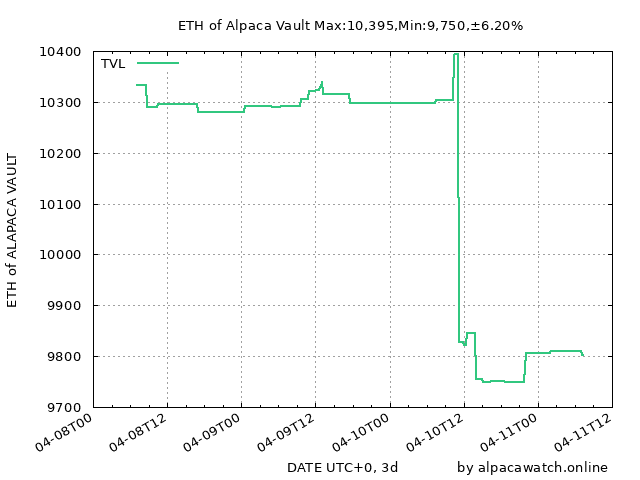 ETH of Alpaca Vault Max:10,395,Min:9,750,±6.20%
TVL
10400
10300
10200
10100
10000
9900
9800
9700
ETH of ALAPACA VAULT
04-08T00
04-08T12
04-09T00
04-09T12
04-10T00
04-10T12
04-11T00
04-11T12
DATE UTC+0, 3d
by alpacawatch.online